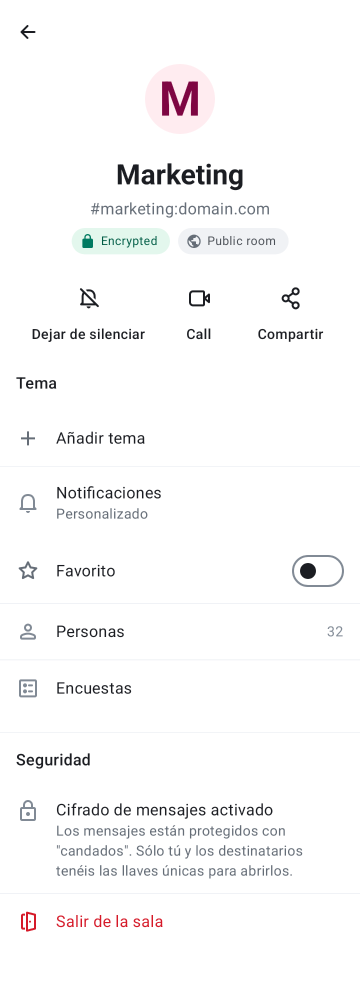 M
Marketing
#marketing:domain.com
Encrypted
Public room
Dejar de silenciar
Call
Compartir
Tema
Añadir tema
Notificaciones
Personalizado
Favorito
Personas
32
Encuestas
Seguridad
Cifrado de mensajes activado
Los mensajes están protegidos con
"candados". Sólo tú y los destinatarios
tenéis las llaves únicas para abrirlos.
Salir de la sala